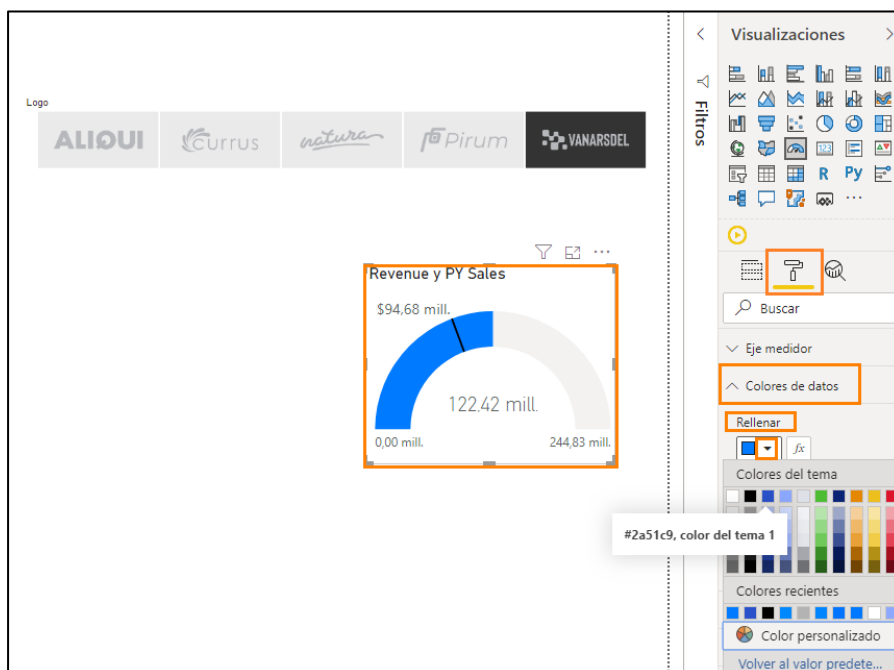 Visualizaciones
Filtros
Logo
ALIQUI
Currus
natura
Pirum
VANARSDEL
123
R
Py
Revenue y PY Sales
$94,68 mill.
122,42 mill.
0,00 mill.
244,83 mill.
Buscar
Eje medidor
Colores de datos
Rellenar
fx
Colores del tema
#2a51c9, color del tema 1
Colores recientes
Color personalizado
Volver al valor predete...